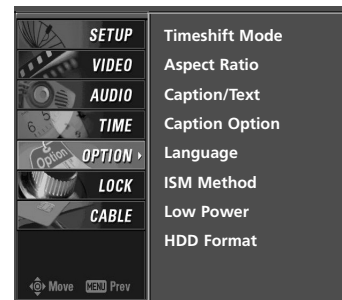 SETUP
VIDEO
AUDIO
TIME
OPTION
LOCK
CABLE
Move MENU Prev
Timeshift Mode
Aspect Ratio
Caption/Text
Caption Option
Language
ISM Method
Low Power
HDD Format